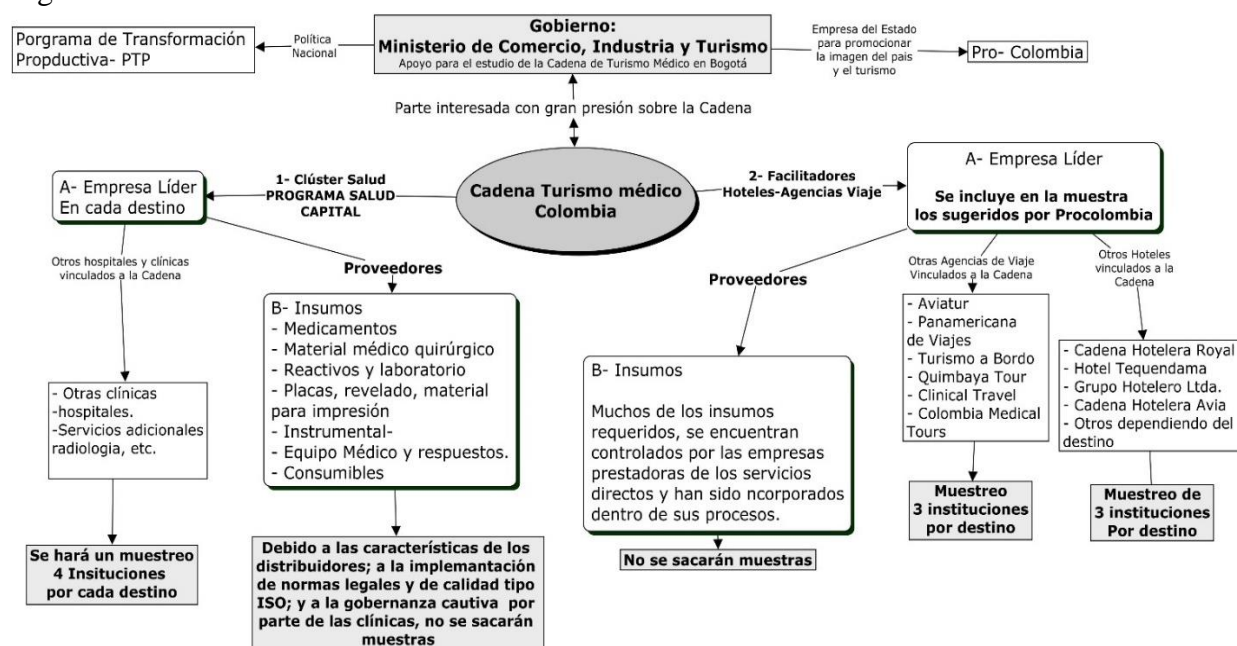 Gobierno:
Ministerio de Comercio, Industria y Turismo
Apoyo para el estudio de la Cadena de Turismo Médico en Bogotá
Porgrama de Transformación
Propductiva- PTP
Política
Nacional
Empresa del Estado
para promocionar
la imagen del pais
y el turismo
Pro- Colombia
Parte interesada con gran presión sobre la Cadena
Cadena Turismo médico
Colombia
1- Clúster Salud
PROGRAMA SALUD
CAPITAL
A- Empresa Líder
En cada destino
Otros hospitales y clínicas
vinculados a la Cadena
- Otras clínicas
-hospitales.
-Servicios adicionales
radiologia, etc.
Se hará un muestreo
4 Insituciones
por cada destino
Proveedores
B- Insumos
- Medicamentos
- Material médico quirúrgico
- Reactivos y laboratorio
- Placas, revelado, material
para impresión
- Instrumental-
- Equipo Médico y respuestos.
- Consumibles
Debido a las características de los
distribuidores; a la implemantación
de normas legales y de calidad tipo
ISO; y a la gobernanza cautiva por
parte de las clínicas, no se sacarán
muestras
2- Facilitadores
Hoteles-Agencias Viaje
A- Empresa Líder
Se incluye en la muestra
los sugeridos por Procolombia
Proveedores
B- Insumos
Muchos de los insumos
requeridos, se encuentran
controlados por las empresas
prestadoras de los servicios
directos y han sido ncorporados
dentro de sus procesos.
No se sacarán muestras
Otras Agencias de Viaje
Vinculados a la Cadena
- Aviatur
- Panamericana
de Viajes
- Turismo a Bordo
- Quimbaya Tour
- Clinical Travel
- Colombia Medical
Tours
Muestreo
3 instituciones
por destino
Otros Hoteles
vinculados a la
Cadena
- Cadena Hotelera Royal
- Hotel Tequendama
- Grupo Hotelero Ltda.
- Cadena Hotelera Avia
- Otros dependiendo del
destino
Muestreo de
3 instituciones
Por destino